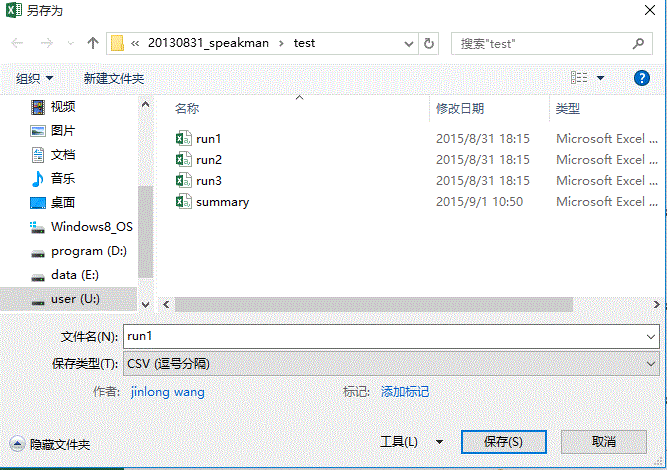 另存为
« 20130831_speakman › test
搜索"test"
组织 新建文件夹
视频
图片
文档
音乐
桌面
Windows8_OS
program (D:)
data (E:)
user (U:)
名称 修改日期 类型
run1 2015/8/31 18:15 Microsoft Excel ...
run2 2015/8/31 18:15 Microsoft Excel ...
run3 2015/8/31 18:15 Microsoft Excel ...
summary 2015/9/1 10:50 Microsoft Excel ...
文件名(N): run1
保存类型(T): CSV (逗号分隔)
作者: jinlong wang 标记: 添加标记
隐藏文件夹 工具(L) 保存(S) 取消